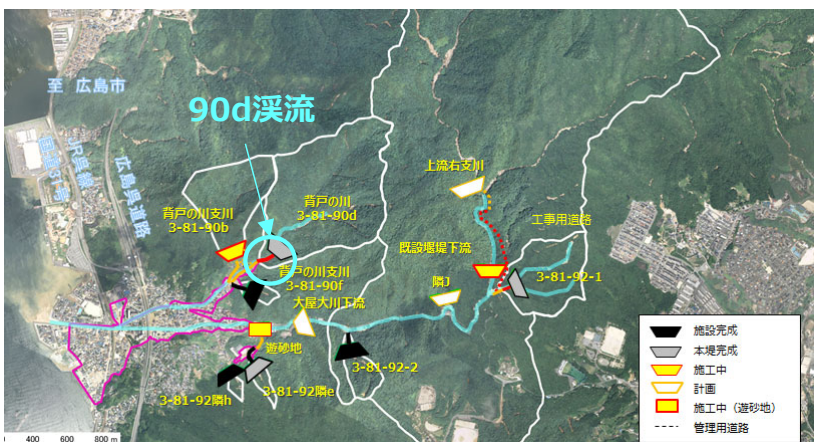 至 広島市
90d渓流
JR呉線
国道31号
広島呉道路
背戸の川支川
3-81-90b
背戸の川
3-81-90d
背戸の川支川
3-81-90f
大屋大川下流
遊砂地
3-81-92隣h
3-81-92隣e
3-81-92-2
上流右支川
既設堰堤下流
隣J
工事用道路
3-81-92-1
施設完成
本堤完成
施工中
計画
施工中（遊砂地）
管理用道路
400 600 800 m